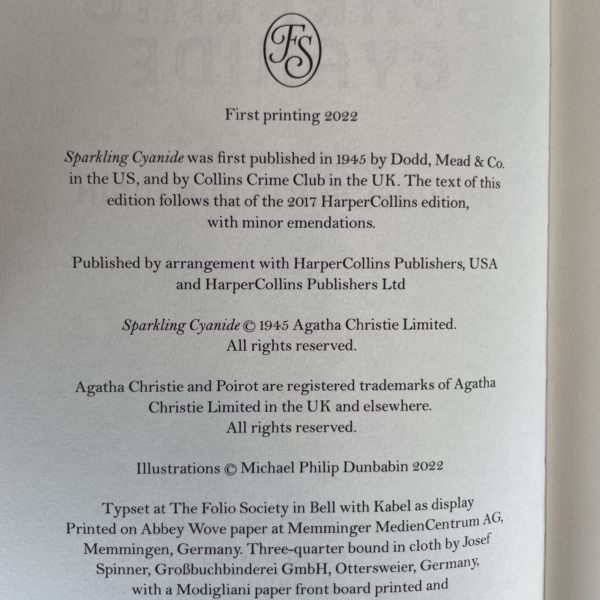 FS
First printing 2022
Sparkling Cyanide was first published in 1945 by Dodd, Mead & Co.
in the US, and by Collins Crime Club in the UK. The text of this
edition follows that of the 2017 HarperCollins edition,
with minor emendations.
Published by arrangement with HarperCollins Publishers, USA
and HarperCollins Publishers Ltd
Sparkling Cyanide © 1945 Agatha Christie Limited.
All rights reserved.
Agatha Christie and Poirot are registered trademarks of Agatha
Christie Limited in the UK and elsewhere.
All rights reserved.
Illustrations © Michael Philip Dunbabin 2022
Typset at The Folio Society in Bell with Kabel as display
Printed on Abbey Wove paper at Memminger MedienCentrum AG,
Memmingen, Germany. Three-quarter bound in cloth by Josef
Spinner, Großbuchbinderei GmbH, Ottersweier, Germany,
with a Modigliani paper front board printed and